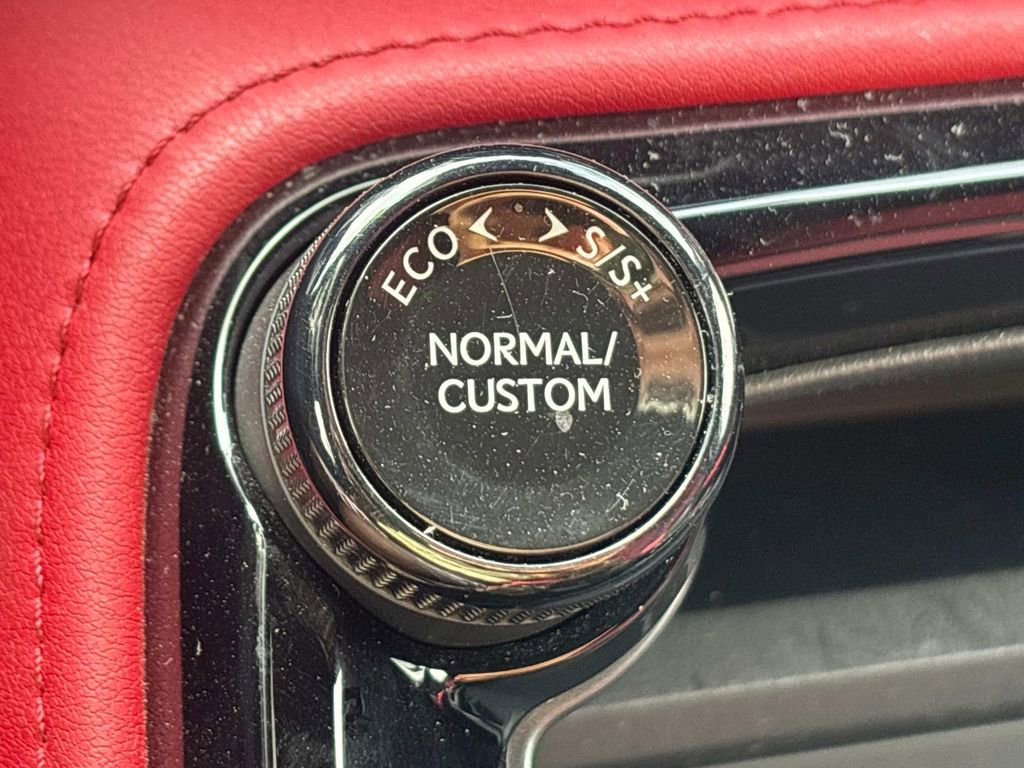 ECO < > S/S+
NORMAL/
CUSTOM